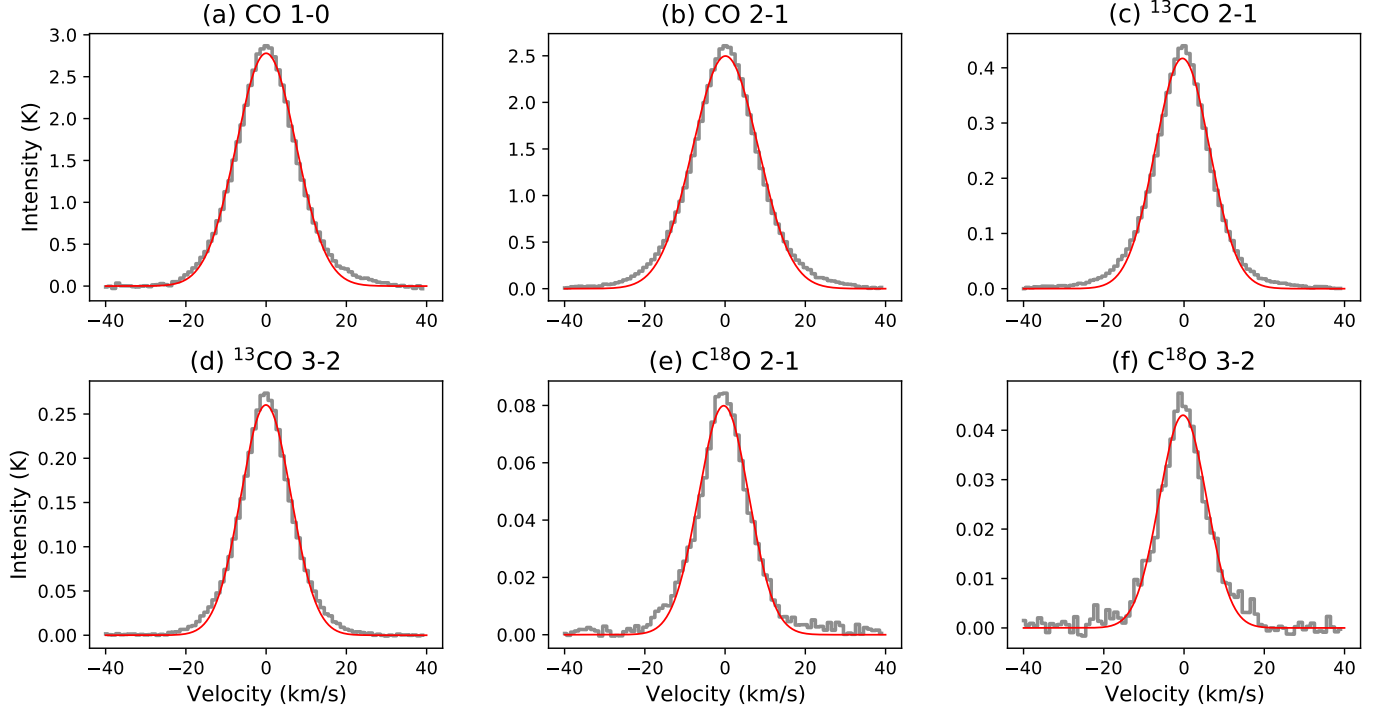 (a) CO 1-0
(b) CO 2-1
(c) ¹³CO 2-1
Intensity (K)
3.0
2.5
2.0
1.5
1.0
0.5
0.0
−40 −20 0 20 40
2.5
2.0
1.5
1.0
0.5
0.0
−40 −20 0 20 40
0.4
0.3
0.2
0.1
0.0
−40 −20 0 20 40
(d) ¹³CO 3-2
(e) C¹⁸O 2-1
(f) C¹⁸O 3-2
Intensity (K)
0.25
0.20
0.15
0.10
0.05
0.00
−40 −20 0 20 40
Velocity (km/s)
0.08
0.06
0.04
0.02
0.00
−40 −20 0 20 40
Velocity (km/s)
0.04
0.03
0.02
0.01
0.00
−40 −20 0 20 40
Velocity (km/s)